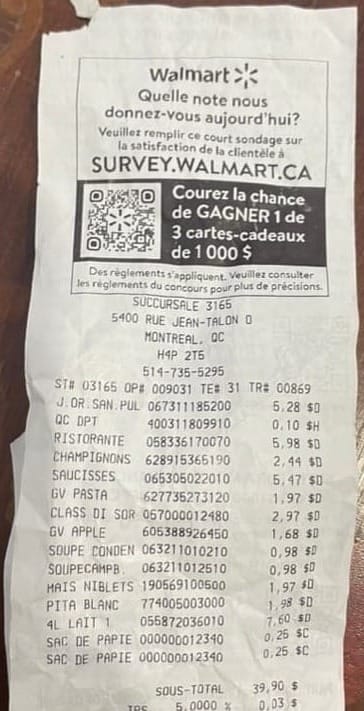 Walmart
Quelle note nous
donnez-vous aujourd'hui?
Veuillez remplir ce court sondage sur
la satisfaction de la clientèle à
SURVEY.WALMART.CA
Courez la chance
de GAGNER 1 de
3 cartes-cadeaux
de 1 000 $
Des règlements s'appliquent. Veuillez consulter
les règlements du concours pour plus de précisions.
SUCCURSALE 3165
5400 RUE JEAN-TALON O
MONTREAL, QC
H4P 2T5
514-735-5295
ST# 03165 OP# 009031 TE# 31 TR# 00869
J.OR.SAN.PUL 067311185200 5,28 $D
QC DPT 400311809910 0,10 $H
RISTORANTE 058336170070 5,98 $D
CHAMPIGNONS 628915365190 2,44 $D
SAUCISSES 065305022010 5,47 $D
GV PASTA 627735273120 1,97 $D
CLASS DI SOR 057000012480 2,97 $D
GV APPLE 605388926450 1,68 $D
SOUPE CONDEN 063211010210 0,98 $D
SOUPECAMPB. 063211012510 0,98 $D
MAIS NIBLETS 190569100500 1,97 $D
PITA BLANC 774005003000 1,98 $D
4L LAIT 1 055872036010 7,60 $D
SAC DE PAPIE 000000012340 0,25 $C
SAC DE PAPIE 000000012340 0,25 $C
SOUS-TOTAL 39,90 $
TPS 5,0000 % 0,03 $